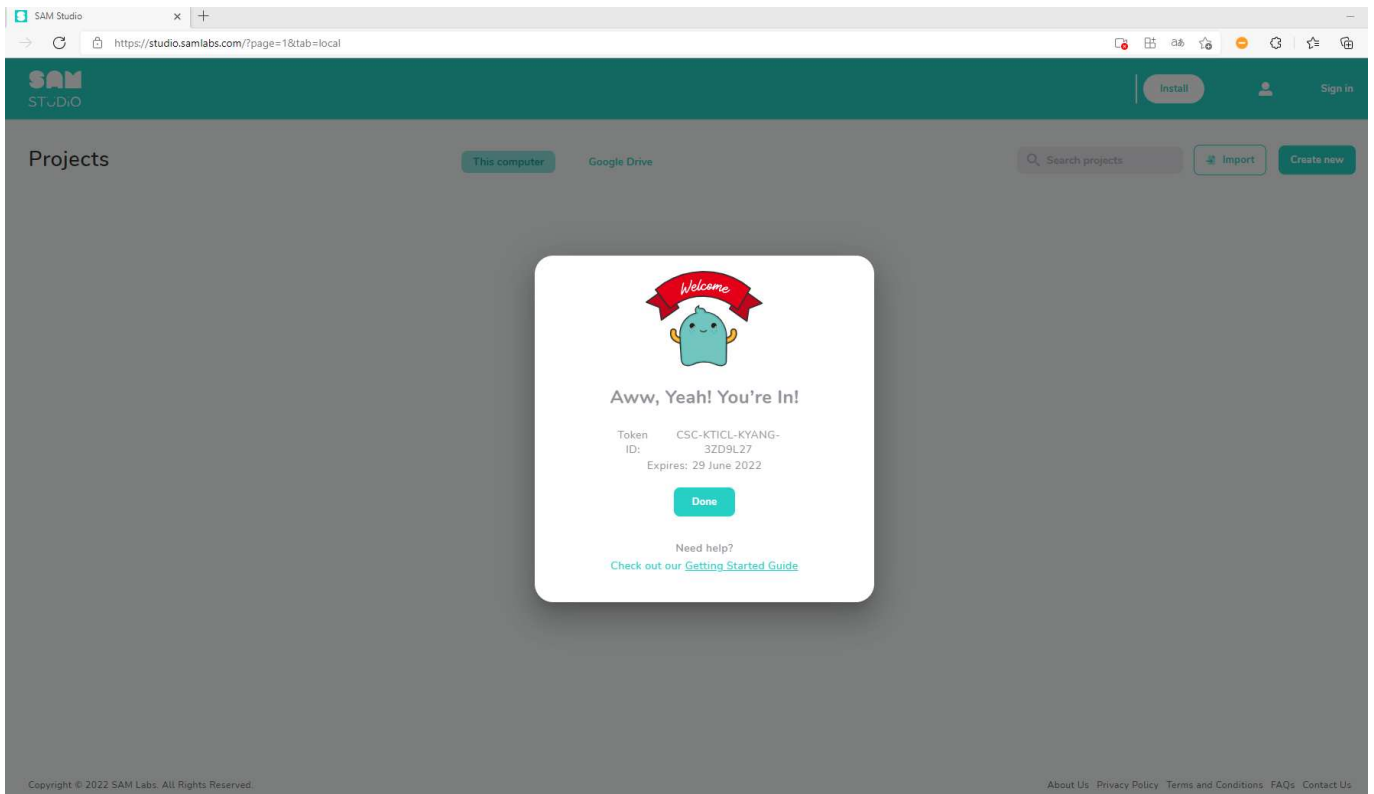 SAM Studio
https://studio.samlabs.com/?page=1&tab=local
SAM
STUDIO
Install
Sign in
Projects
This computer
Google Drive
Search projects
Import
Create new
Welcome
Aww, Yeah! You’re In!
Token CSC-KTICL-KYANG-
ID: 3ZD9L27
Expires: 29 June 2022
Done
Need help?
Check out our Getting Started Guide
Copyright © 2022 SAM Labs. All Rights Reserved.
About Us Privacy Policy Terms and Conditions FAQs Contact Us